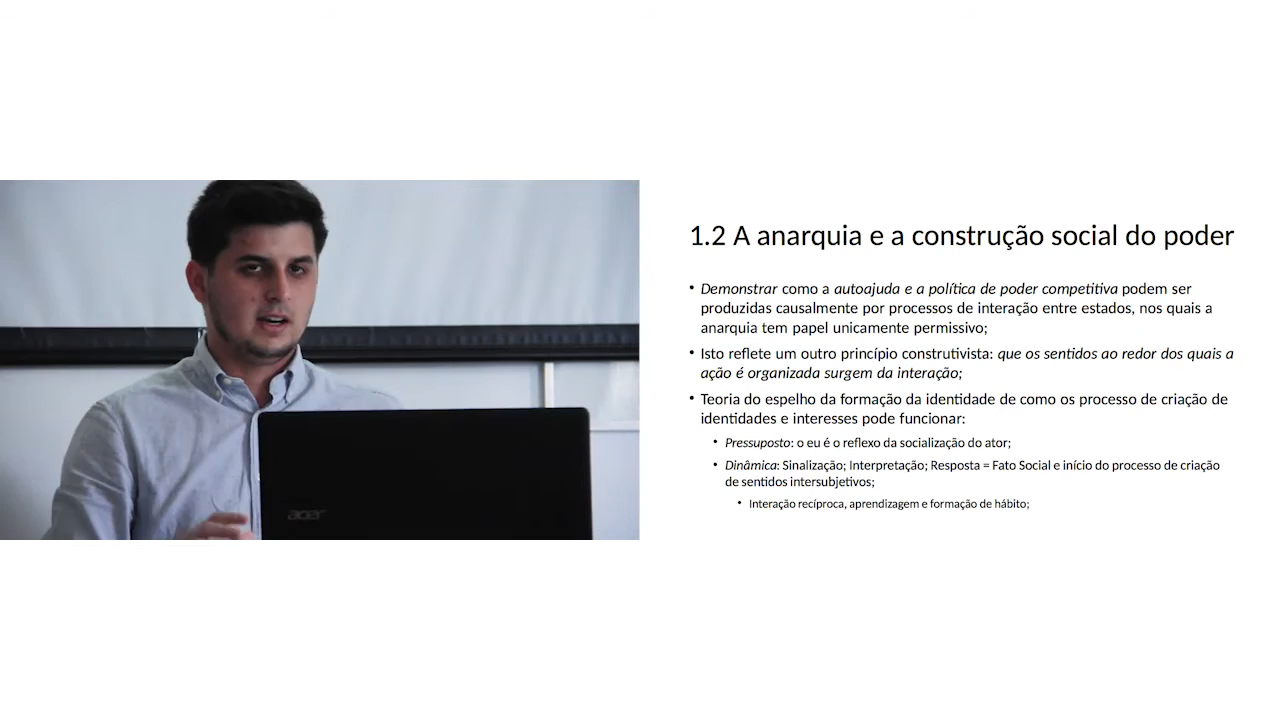 acer
1.2 A anarquia e a construção social do poder
• Demonstrar como a autoajuda e a política de poder competitiva podem ser
produzidas causalmente por processos de interação entre estados, nos quais a
anarquia tem papel unicamente permissivo;
• Isto reflete um outro princípio construtivista: que os sentidos ao redor dos quais a
ação é organizada surgem da interação;
• Teoria do espelho da formação da identidade de como os processo de criação de
identidades e interesses pode funcionar:
• Pressuposto: o eu é o reflexo da socialização do ator;
• Dinâmica: Sinalização; Interpretação; Resposta = Fato Social e início do processo de criação
de sentidos intersubjetivos;
• Interação recíproca, aprendizagem e formação de hábito;